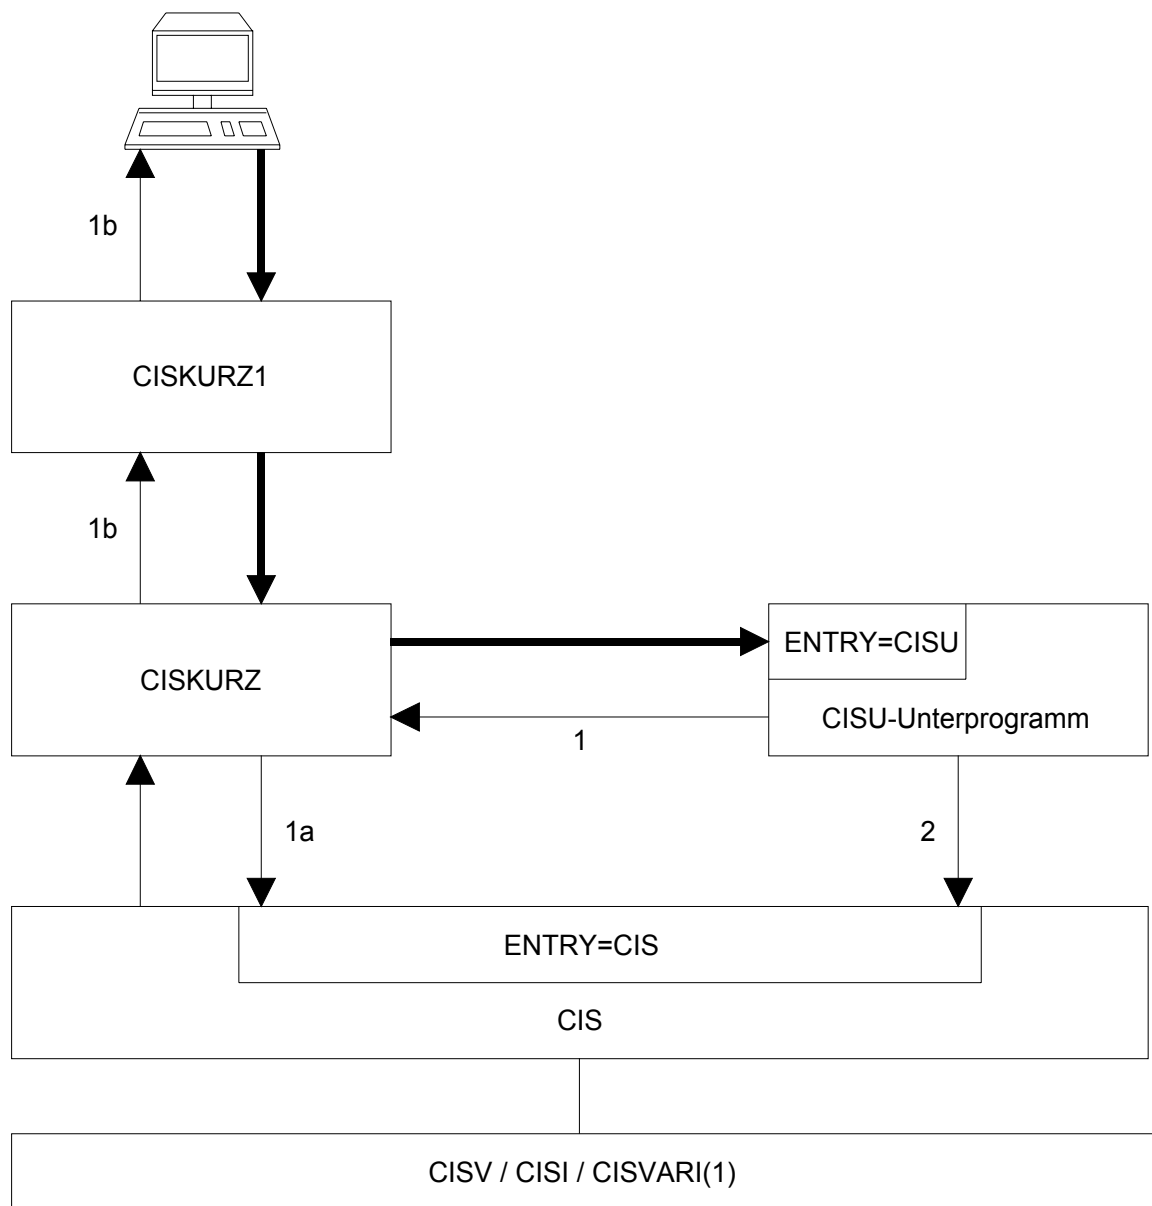 1b
CISKURZ1
1b
ENTRY=CISU
CISKURZ
CISU-Unterprogramm
1
1a
2
ENTRY=CIS
CIS
CISV / CISI / CISVARI(1)